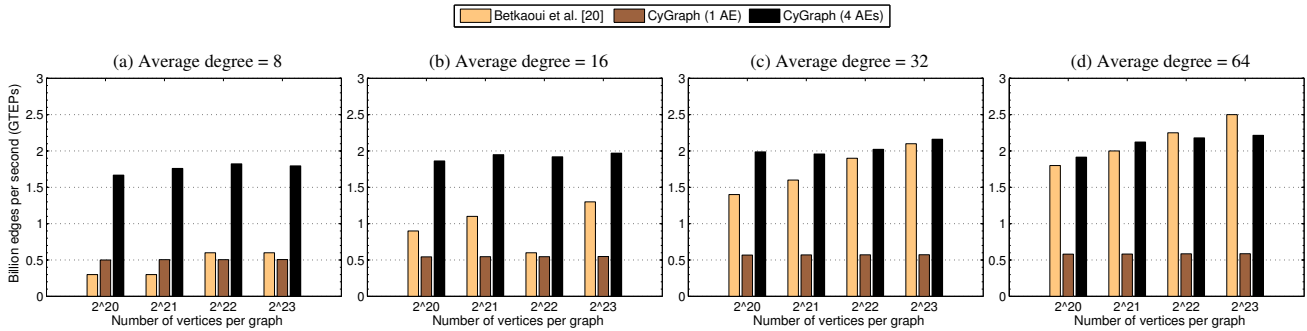 Betkaoui et al. [20] CyGraph (1 AE) CyGraph (4 AEs)
(a) Average degree = 8
Billion edges per second (GTEPs)
3
2.5
2
1.5
1
0.5
0
2^20 2^21 2^22 2^23
Number of vertices per graph
(b) Average degree = 16
3
2.5
2
1.5
1
0.5
0
2^20 2^21 2^22 2^23
Number of vertices per graph
(c) Average degree = 32
3
2.5
2
1.5
1
0.5
0
2^20 2^21 2^22 2^23
Number of vertices per graph
(d) Average degree = 64
3
2.5
2
1.5
1
0.5
0
2^20 2^21 2^22 2^23
Number of vertices per graph